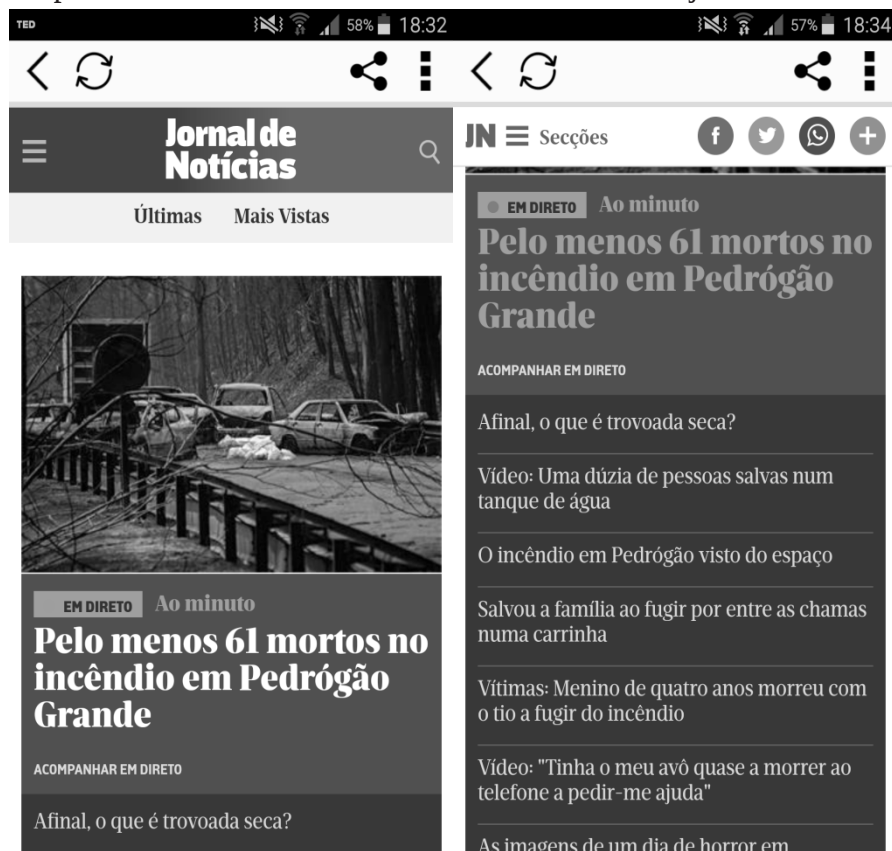 TED
58%
18:32
Jornal de
Notícias
Últimas Mais Vistas
EM DIRETO Ao minuto
Pelo menos 61 mortos no
incêndio em Pedrógão
Grande
ACOMPANHAR EM DIRETO
Afinal, o que é trovoada seca?
57%
18:34
JN Secções
EM DIRETO Ao minuto
Pelo menos 61 mortos no
incêndio em Pedrógão
Grande
ACOMPANHAR EM DIRETO
Afinal, o que é trovoada seca?
Vídeo: Uma dúzia de pessoas salvas num
tanque de água
O incêndio em Pedrógão visto do espaço
Salvou a família ao fugir por entre as chamas
numa carrinha
Vítimas: Menino de quatro anos morreu com
o tio a fugir do incêndio
Vídeo: "Tinha o meu avô quase a morrer ao
telefone a pedir-me ajuda"
As imagens de um dia de horror em